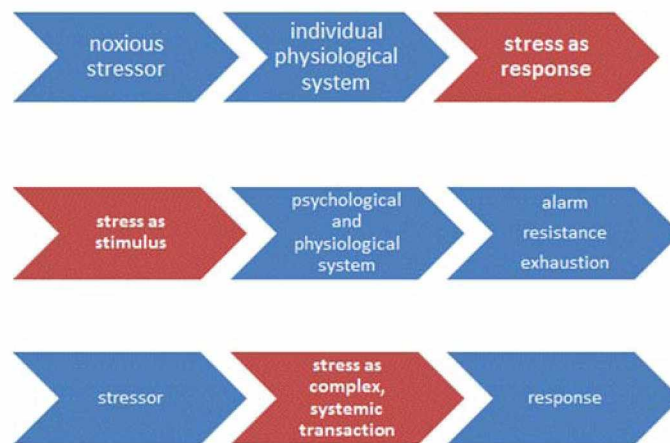 noxious
stressor
individual
physiological
system
stress as
response
stress as
stimulus
psychological
and
physiological
system
alarm
resistance
exhaustion
stressor
stress as
complex,
systemic
transaction
response